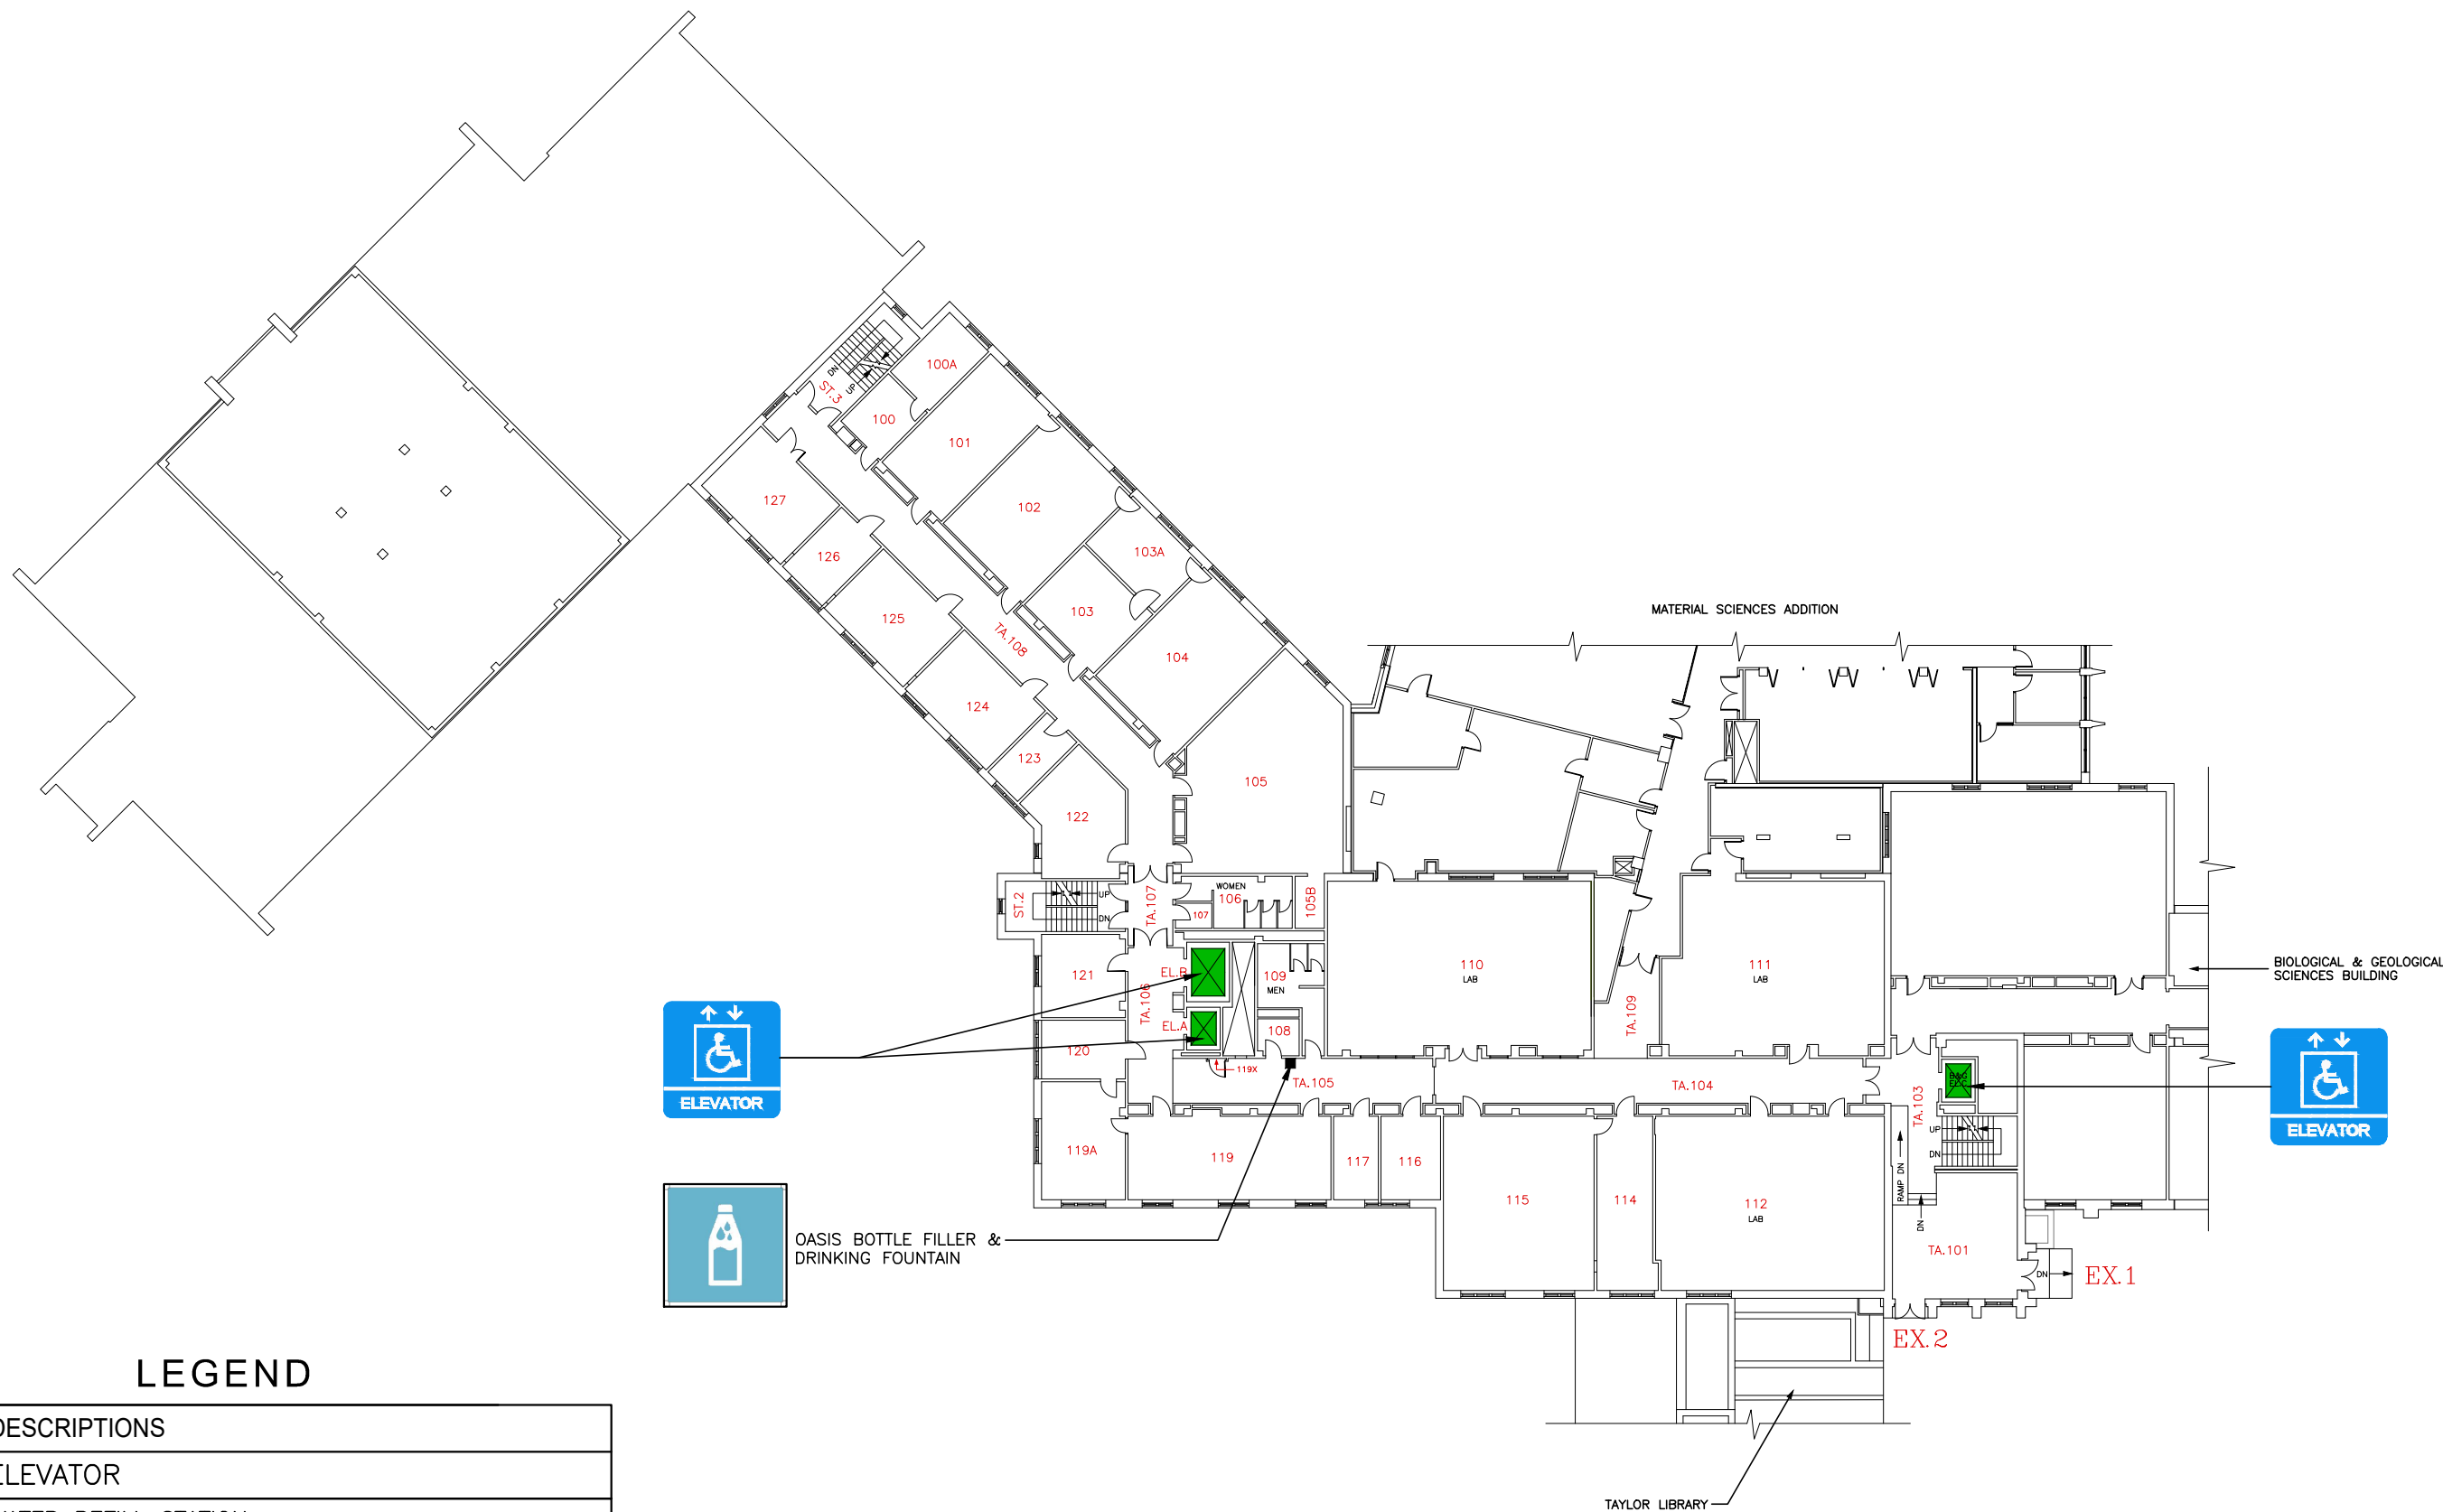 100A
DN
UP
ST.3
100
101
127
102
126
103A
125
103
TA.108
MATERIAL SCIENCES ADDITION
104
124
123
105
122
WOMEN
106
105B
107
ST.2
UP
DN
TA.107
121
EL.B
109
MEN
110
LAB
111
LAB
BIOLOGICAL & GEOLOGICAL
SCIENCES BUILDING
TA.106
EL.A
108
TA.109
120
119X
TA.105
TA.104
TA.103
ELEVATOR
ELEVATOR
UP
DN
119A
119
117
116
115
114
112
LAB
RAMP DN
DN
TA.101
DN
EX.1
OASIS BOTTLE FILLER &
DRINKING FOUNTAIN
EX.2
LEGEND
DESCRIPTIONS
ELEVATOR
TAYLOR LIBRARY